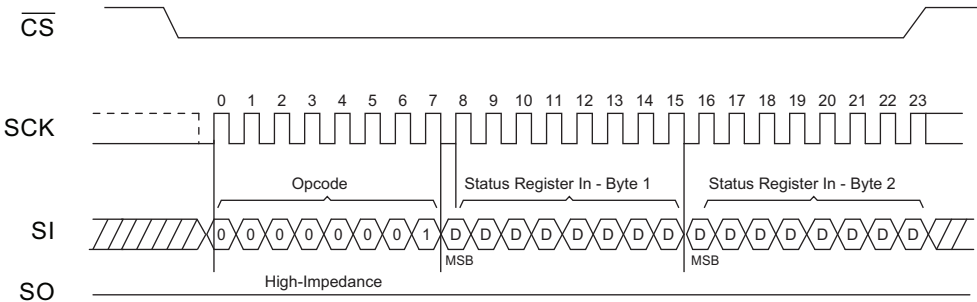 CS
0 1 2 3 4 5 6 7 8 9 10 11 12 13 14 15 16 17 18 19 20 21 22 23
SCK
Opcode Status Register In - Byte 1 Status Register In - Byte 2
SI 0 0 0 0 0 0 0 1 D D D D D D D D D D D D D D D D
MSB MSB
High-Impedance
SO